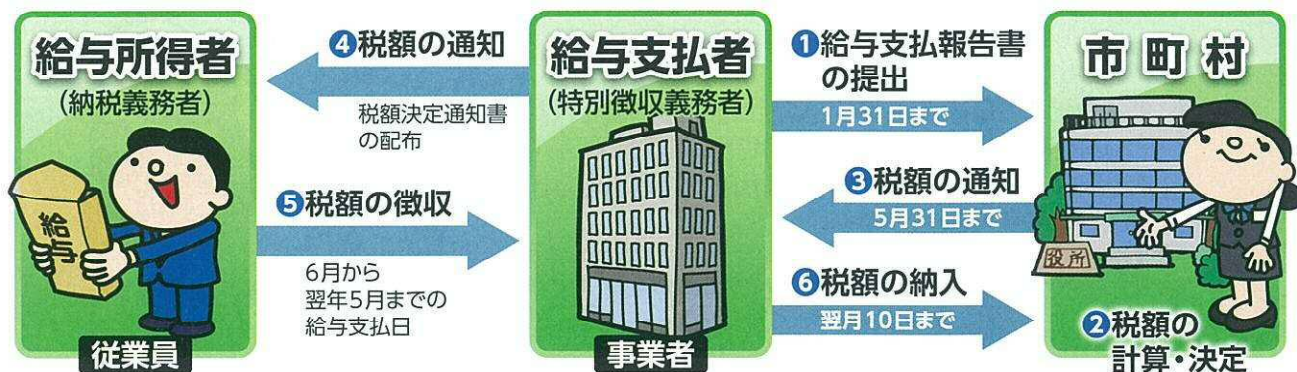 給与所得者
(納税義務者)
給与
従業員
❹税額の通知
税額決定通知書
の配布
❺税額の徴収
6月から
翌年5月までの
給与支払日
給与支払者
(特別徴収義務者)
事業者
❶給与支払報告書
の提出
1月31日まで
❸税額の通知
5月31日まで
❻税額の納入
翌月10日まで
市町村
役所
❷税額の
計算・決定